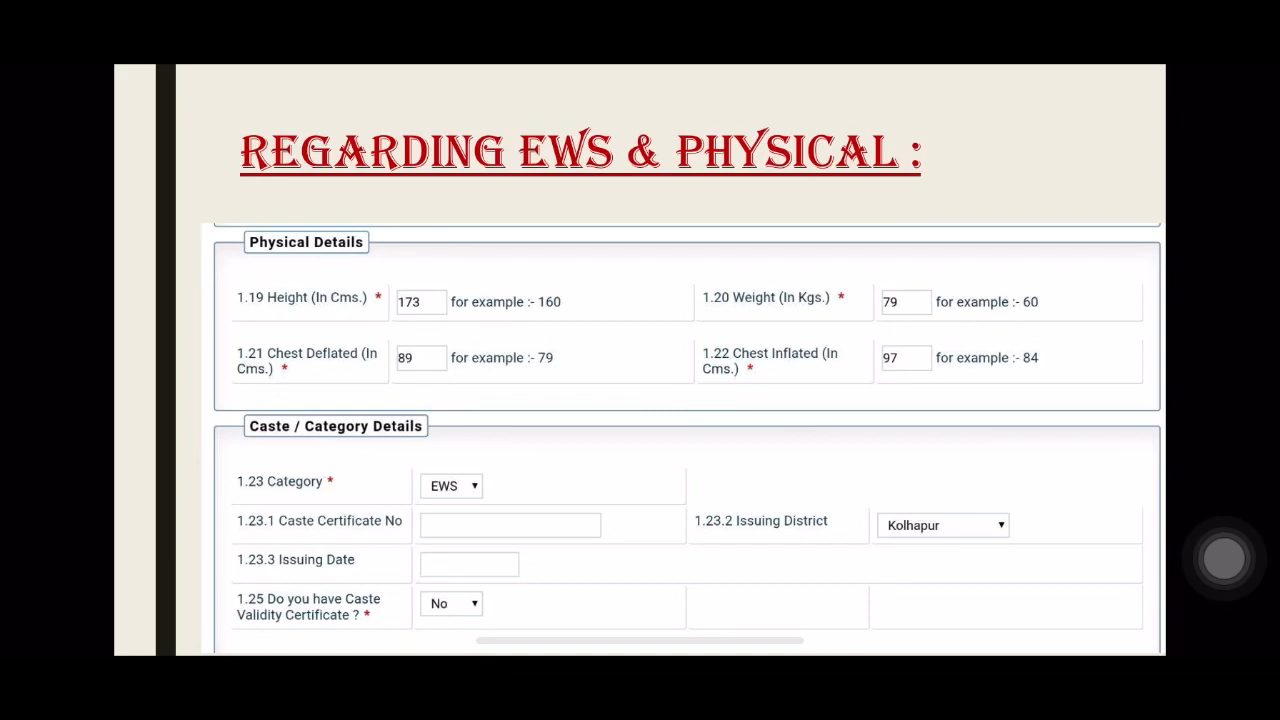 REGARDING EWS & PHYSICAL :
Physical Details
1.19 Height (In Cms.) * 173 for example :- 160 1.20 Weight (In Kgs.) * 79 for example :- 60
1.21 Chest Deflated (In Cms.) * 89 for example :- 79 1.22 Chest Inflated (In Cms.) * 97 for example :- 84
Caste / Category Details
1.23 Category * EWS
1.23.1 Caste Certificate No 1.23.2 Issuing District Kolhapur
1.23.3 Issuing Date
1.25 Do you have Caste Validity Certificate ? * No